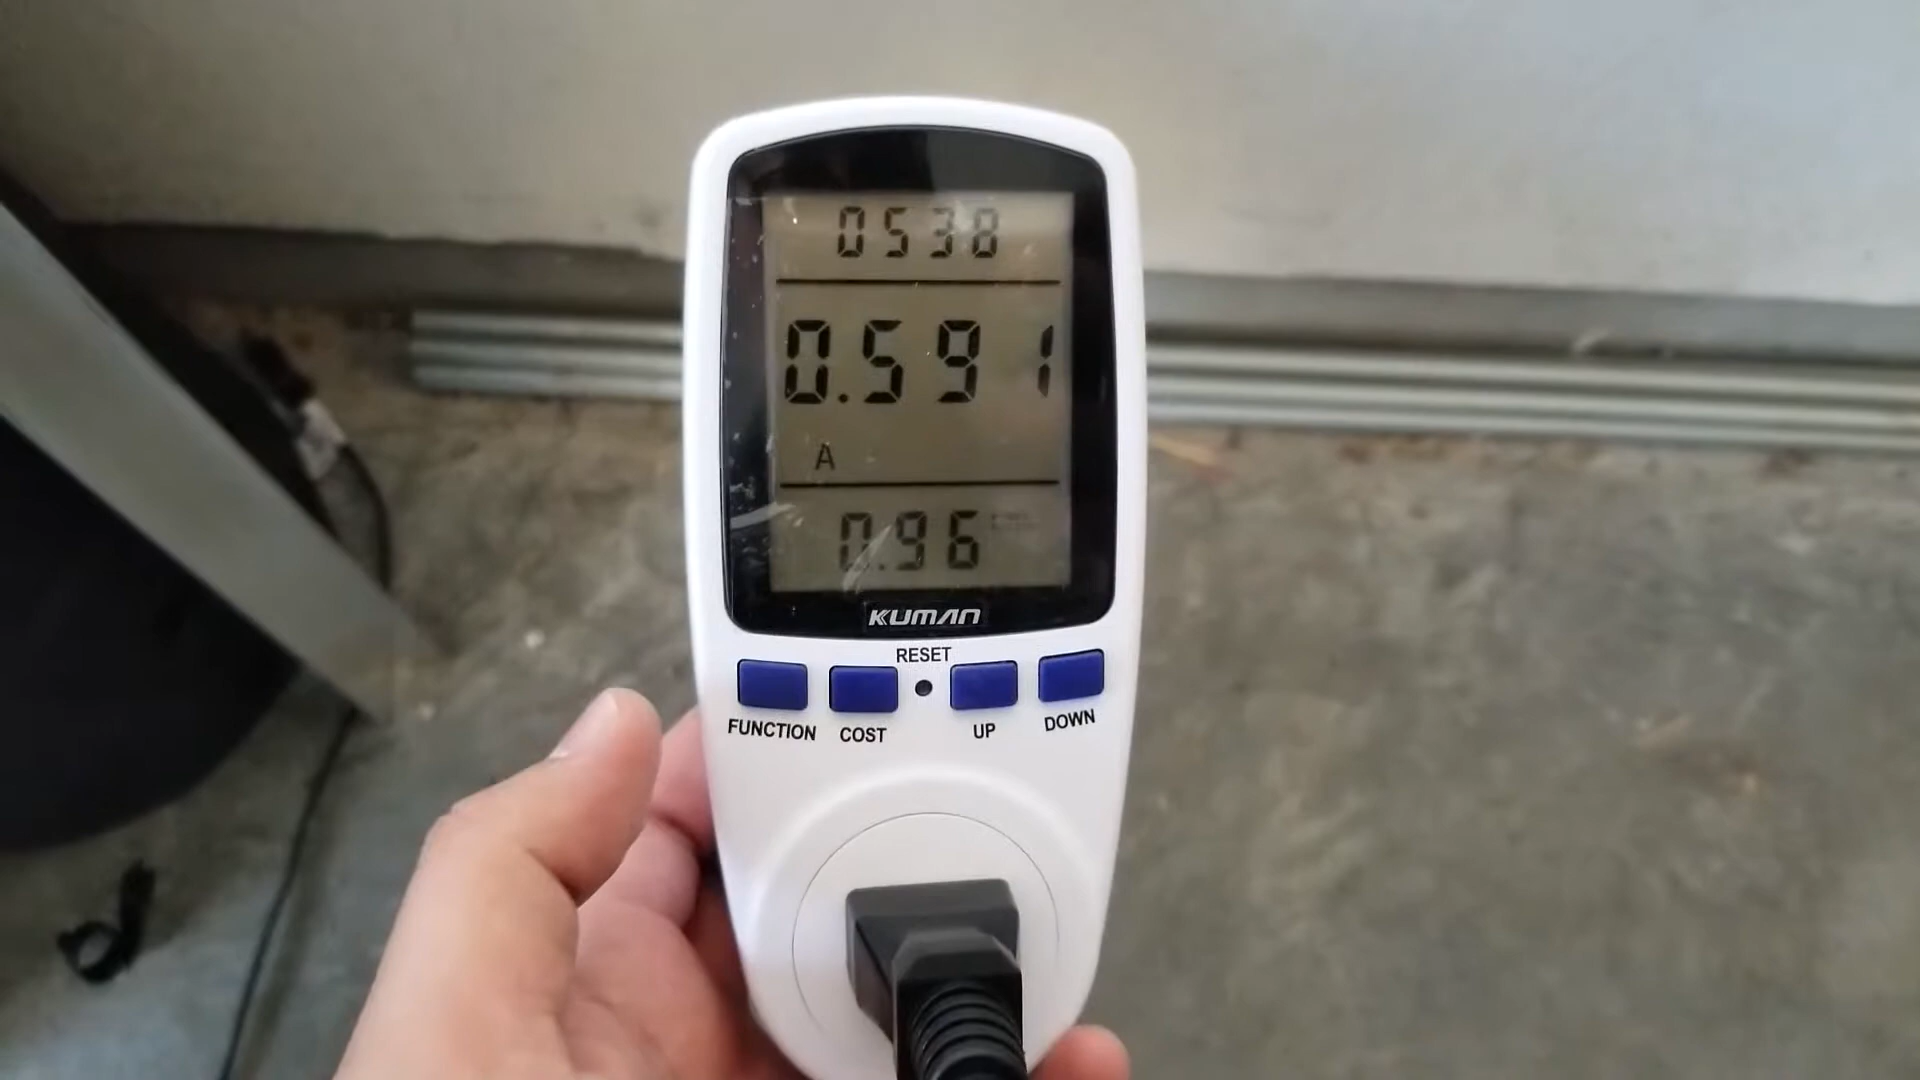 0538
0.591
A
0.96
KUMAN
RESET
FUNCTION COST UP DOWN